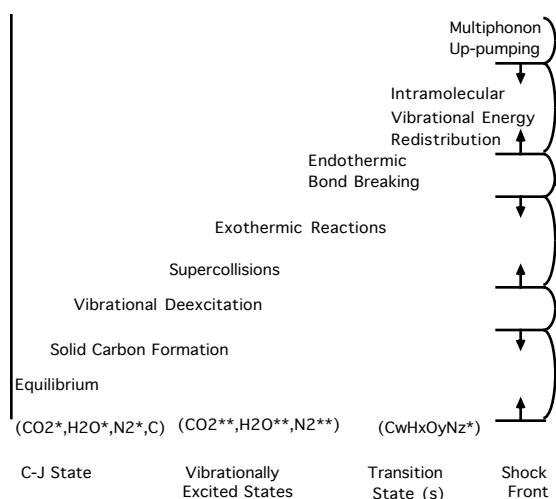 Multiphonon
Up-pumping
Intramolecular
Vibrational Energy
Redistribution
Endothermic
Bond Breaking
Exothermic Reactions
Supercollisions
Vibrational Deexcitation
Solid Carbon Formation
Equilibrium
(CO2*,H2O*,N2*,C) (CO2**,H2O**,N2**) (CwHxOyNz*)
C-J State Vibrationally Transition Shock
Excited States State (s) Front